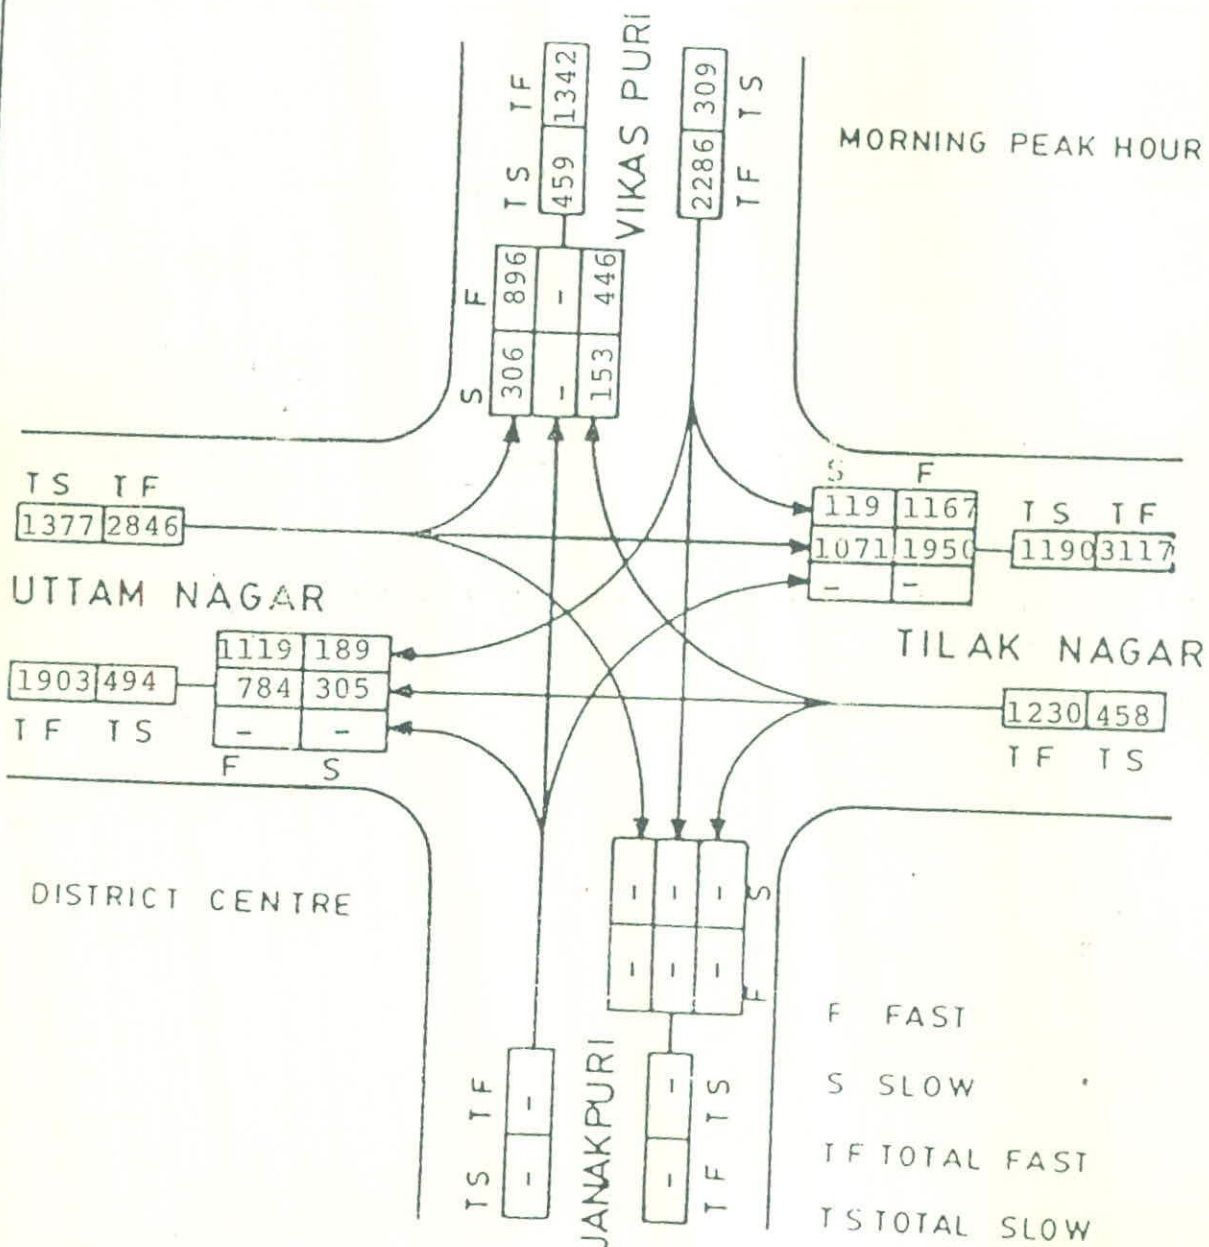 MORNING PEAK HOUR
VIKAS PURI
TS TF
459 1342
S F
306 896
- -
153 446
2286 309
TF TS
TS TF
1377 2846
UTTAM NAGAR
1119 189
784 305
- -
F S
1903 494
TF TS
S F
119 1167
1071 1950
- -
TS TF
1190 3117
TILAK NAGAR
1230 458
TF TS
DISTRICT CENTRE
- - -
- - -
S
F
JANAKPURI
TS TF
- -
- -
TF TS
F FAST
S SLOW
TF TOTAL FAST
TS TOTAL SLOW